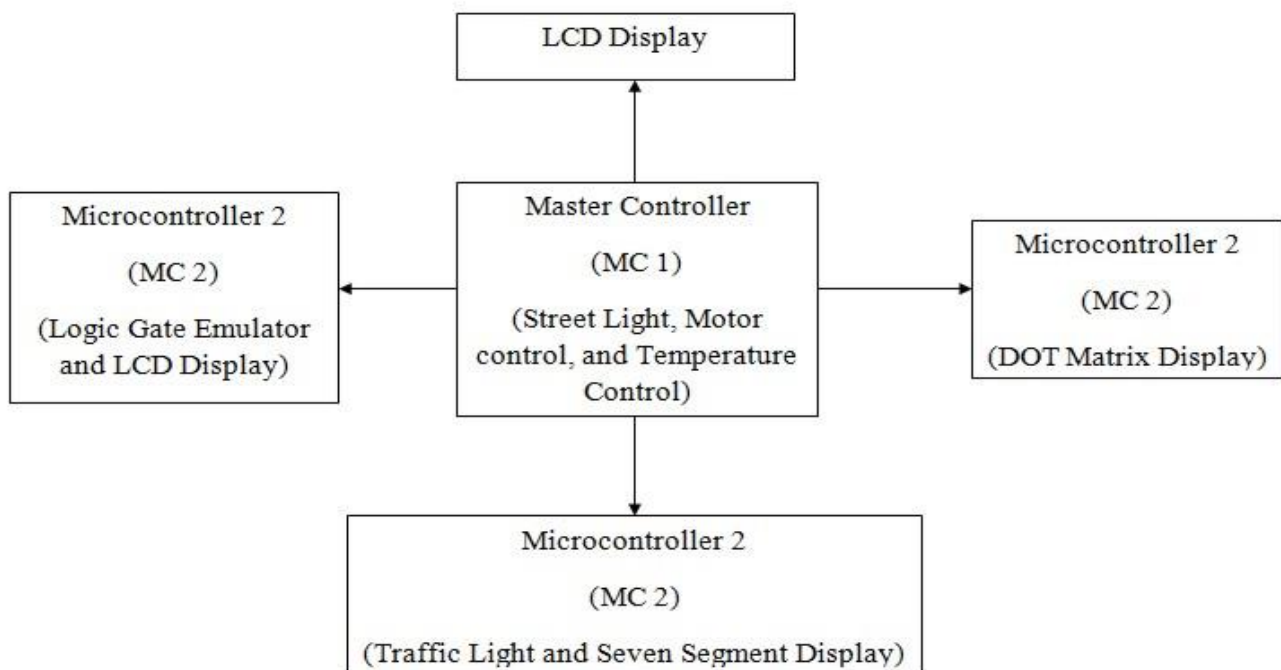 LCD Display
Microcontroller 2
(MC 2)
(Logic Gate Emulator
and LCD Display)
Master Controller
(MC 1)
(Street Light, Motor
control, and Temperature
Control)
Microcontroller 2
(MC 2)
(DOT Matrix Display)
Microcontroller 2
(MC 2)
(Traffic Light and Seven Segment Display)